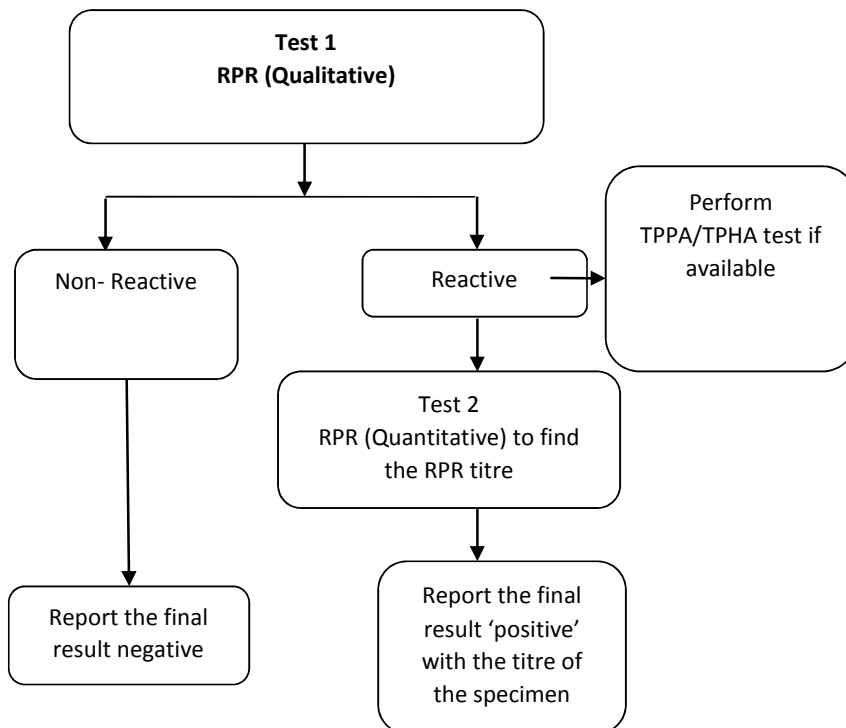 Test 1
RPR (Qualitative)
Perform
TPPA/TPHA test if
available
Non- Reactive
Reactive
Test 2
RPR (Quantitative) to find
the RPR titre
Report the final
result negative
Report the final
result ‘positive’
with the titre of
the specimen